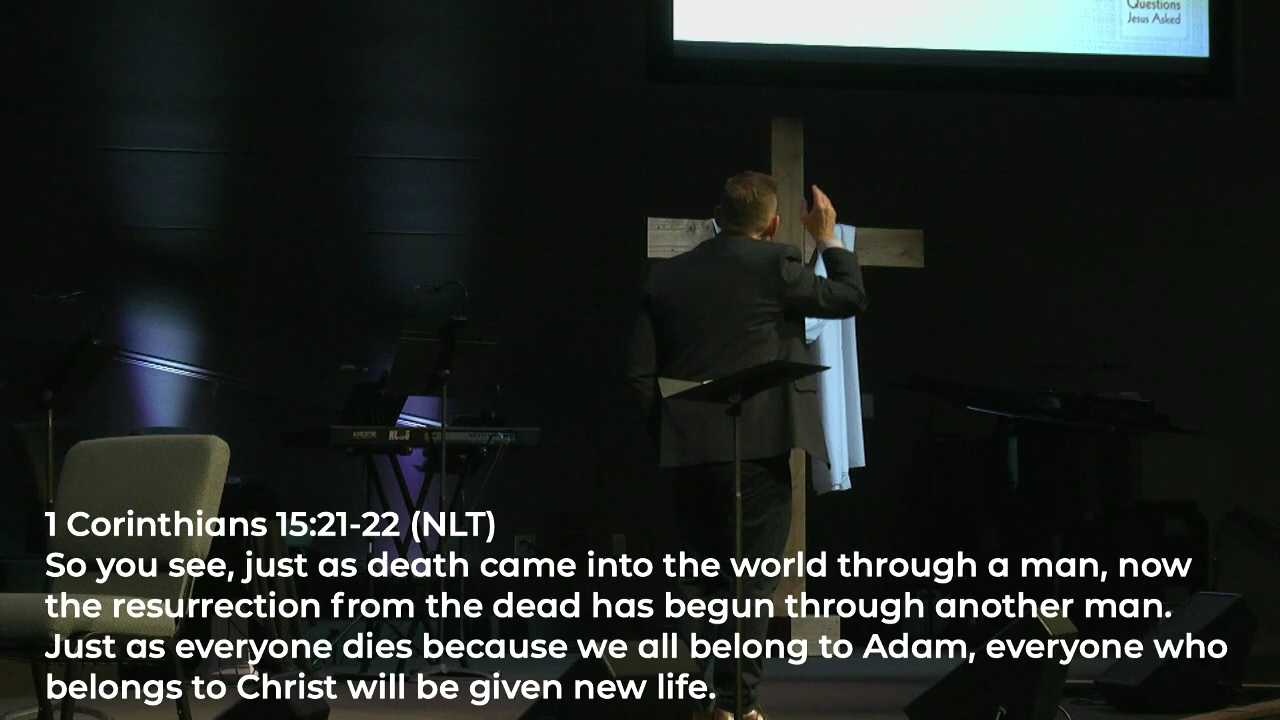 Questions
Jesus Asked
KORG
1 Corinthians 15:21-22 (NLT)
So you see, just as death came into the world through a man, now
the resurrection from the dead has begun through another man.
Just as everyone dies because we all belong to Adam, everyone who
belongs to Christ will be given new life.